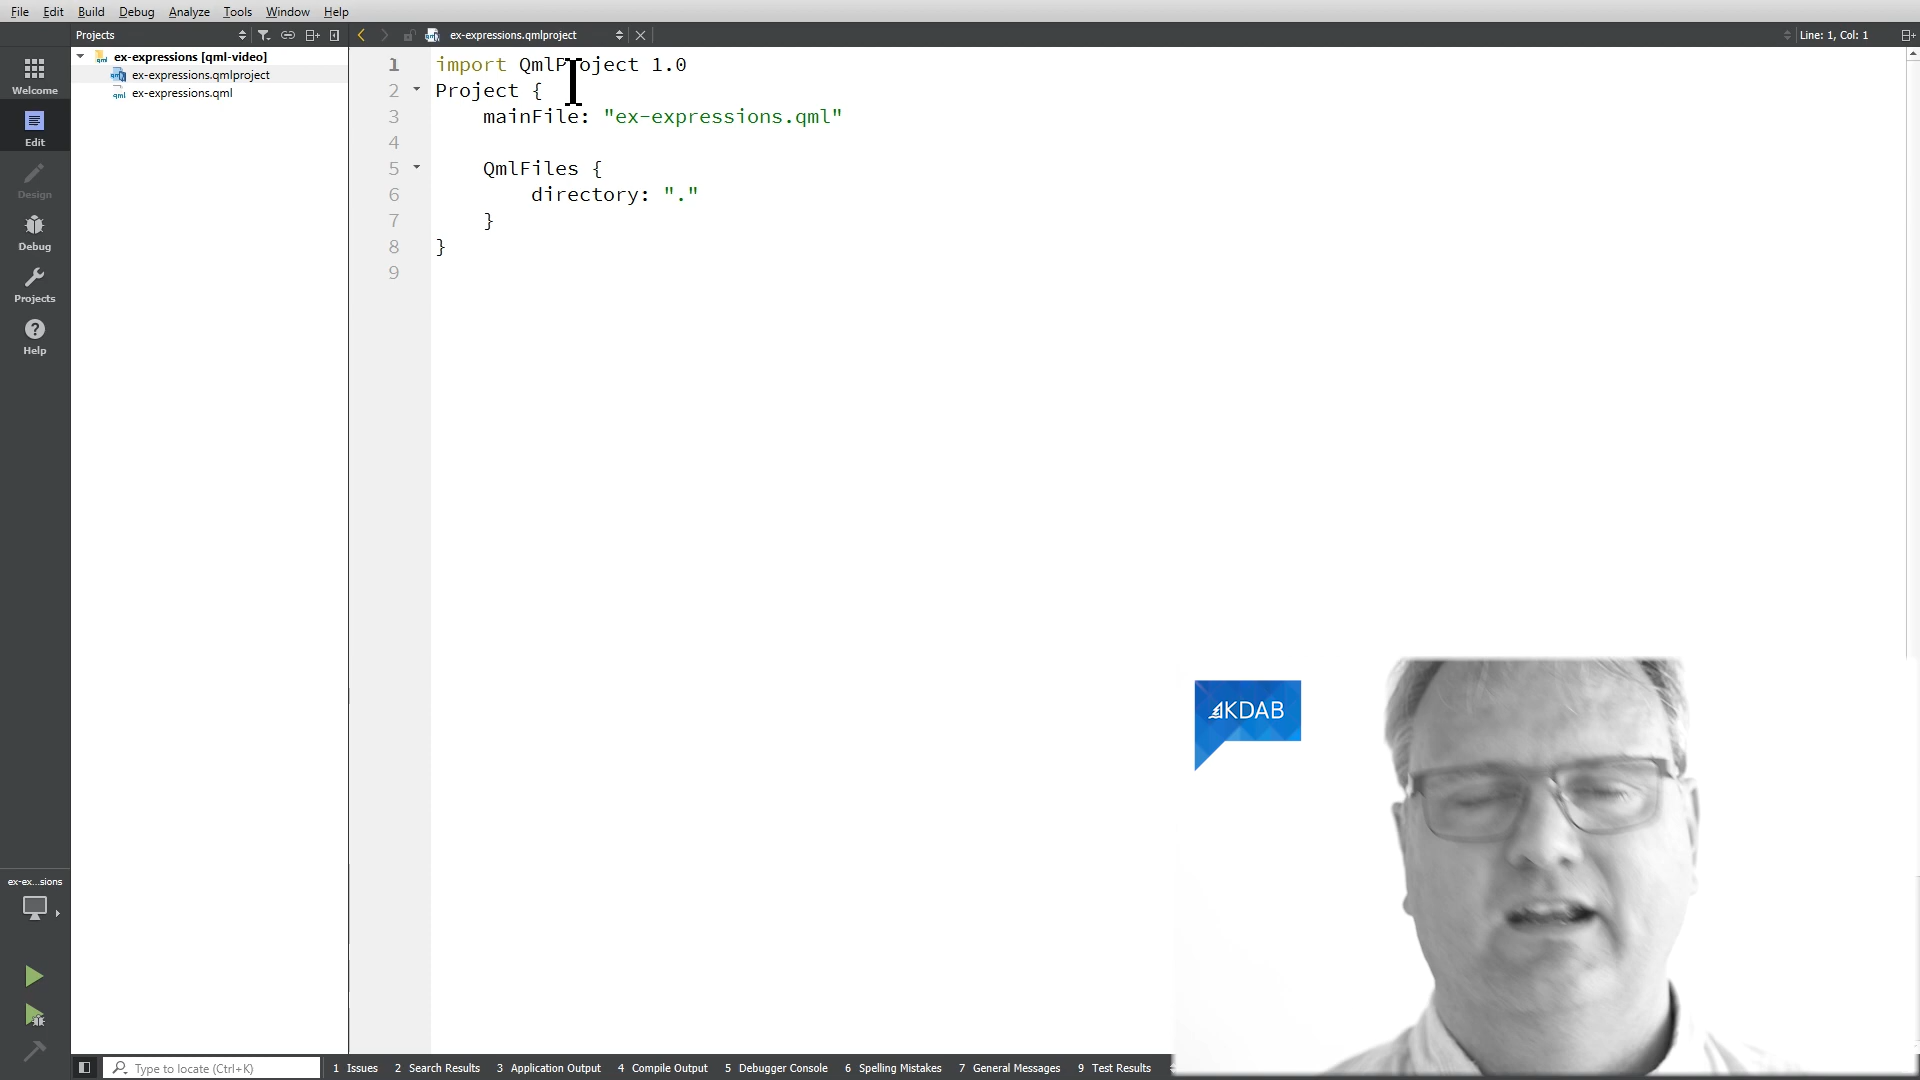 File Edit Build Debug Analyze Tools Window Help
Projects
ex-expressions.qmlproject
Line: 1, Col: 1
ex-expressions [qml-video]
ex-expressions.qmlproject
ex-expressions.qml
Welcome
Edit
Design
Debug
Projects
Help
1 import QmlProject 1.0
2 Project {
3 mainFile: "ex-expressions.qml"
4
5 QmlFiles {
6 directory: "."
7 }
8 }
9
KDAB
ex-ex...sions
Type to locate (Ctrl+K)
1 Issues 2 Search Results 3 Application Output 4 Compile Output 5 Debugger Console 6 Spelling Mistakes 7 General Messages 9 Test Results